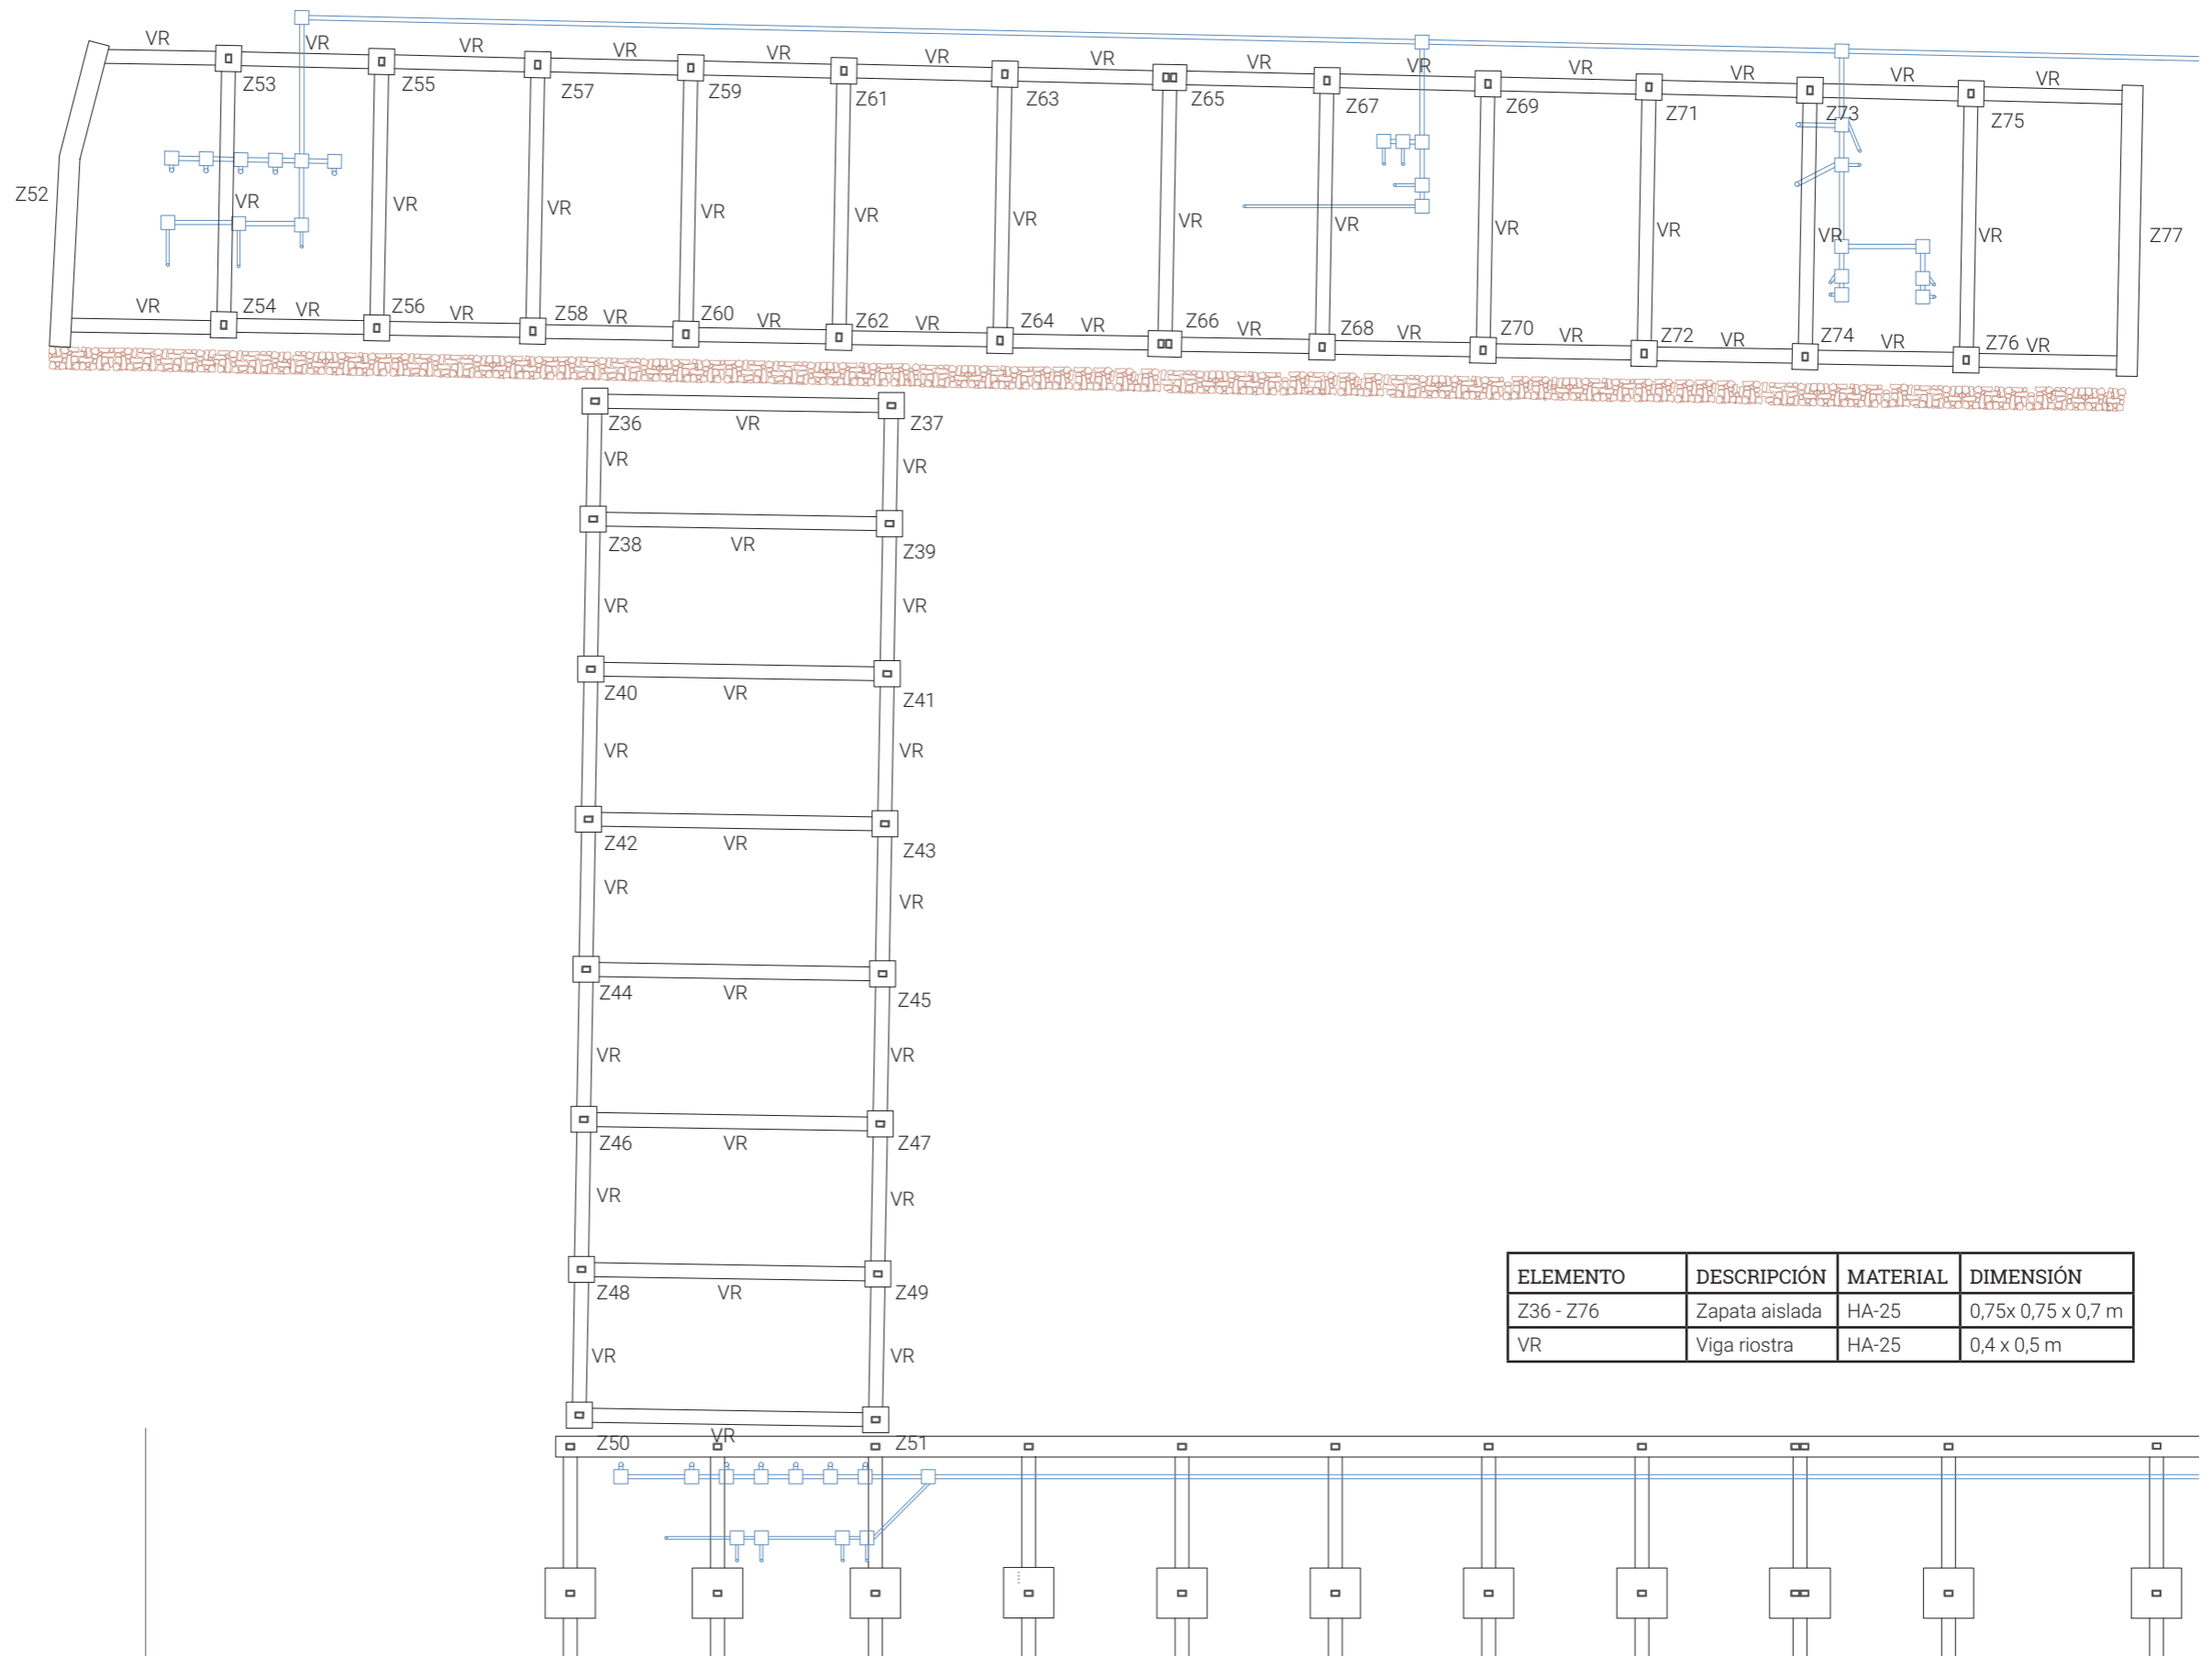 VR VR VR VR VR VR VR VR VR VR VR VR VR
Z53 Z55 Z57 Z59 Z61 Z63 Z65 Z67 Z69 Z71 Z73 Z75
Z52 VR VR VR VR VR VR VR VR VR VR VR VR Z77
VR Z54 VR Z56 VR Z58 VR Z60 VR Z62 VR Z64 VR Z66 VR Z68 VR Z70 VR Z72 VR Z74 VR Z76 VR
Z36 VR Z37
VR VR
Z38 VR Z39
VR VR
Z40 VR Z41
VR VR
Z42 VR Z43
VR VR
Z44 VR Z45
VR VR
Z46 VR Z47
VR VR
Z48 VR Z49
VR VR
Z50 VR Z51
ELEMENTO DESCRIPCIÓN MATERIAL DIMENSIÓN
Z36 - Z76 Zapata aislada HA-25 0,75x 0,75 x 0,7 m
VR Viga riostra HA-25 0,4 x 0,5 m